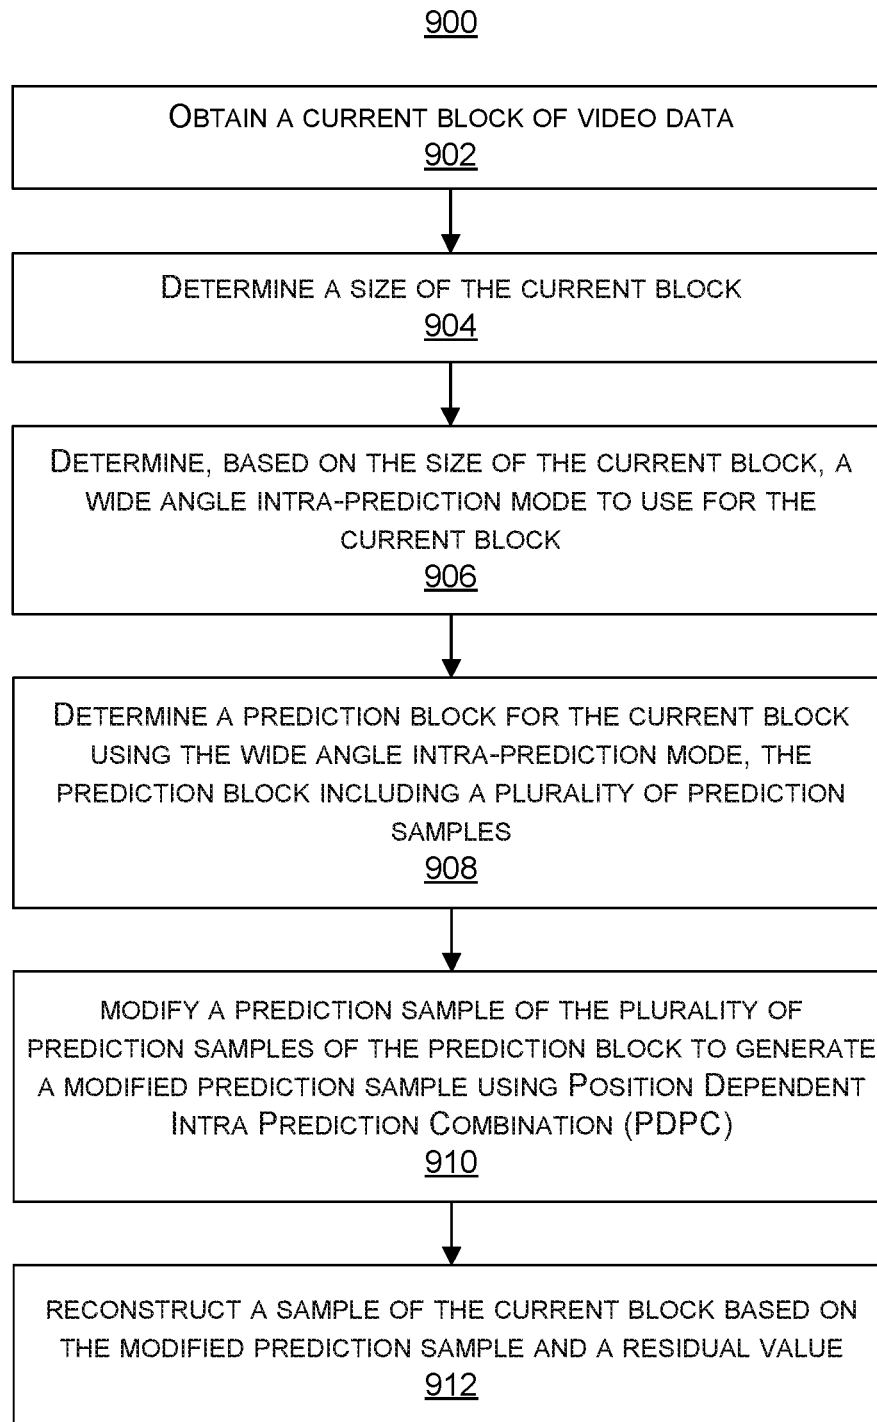 900
OBTAIN A CURRENT BLOCK OF VIDEO DATA
902
DETERMINE A SIZE OF THE CURRENT BLOCK
904
DETERMINE, BASED ON THE SIZE OF THE CURRENT BLOCK, A
WIDE ANGLE INTRA-PREDICTION MODE TO USE FOR THE
CURRENT BLOCK
906
DETERMINE A PREDICTION BLOCK FOR THE CURRENT BLOCK
USING THE WIDE ANGLE INTRA-PREDICTION MODE, THE
PREDICTION BLOCK INCLUDING A PLURALITY OF PREDICTION
SAMPLES
908
MODIFY A PREDICTION SAMPLE OF THE PLURALITY OF
PREDICTION SAMPLES OF THE PREDICTION BLOCK TO GENERATE
A MODIFIED PREDICTION SAMPLE USING POSITION DEPENDENT
INTRA PREDICTION COMBINATION (PDPC)
910
RECONSTRUCT A SAMPLE OF THE CURRENT BLOCK BASED ON
THE MODIFIED PREDICTION SAMPLE AND A RESIDUAL VALUE
912